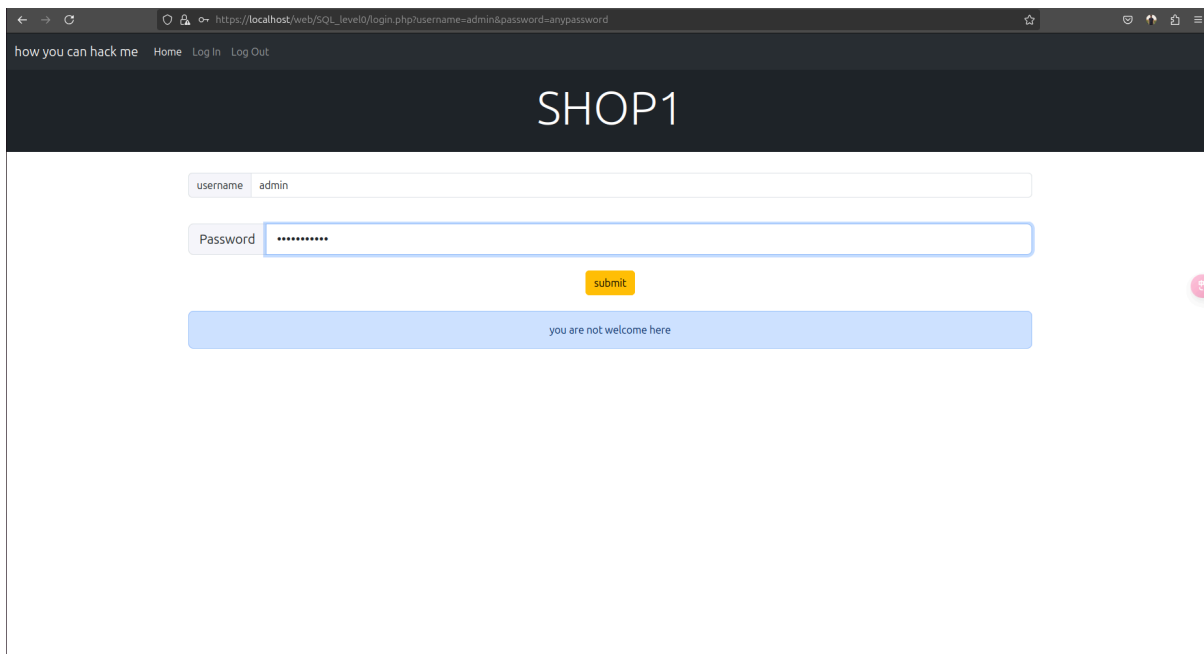 https://localhost/web/SQL_level0/login.php?username=admin&password=anypassword
how you can hack me Home Log In Log Out
SHOP1
username admin
Password •••••••••••
submit
you are not welcome here